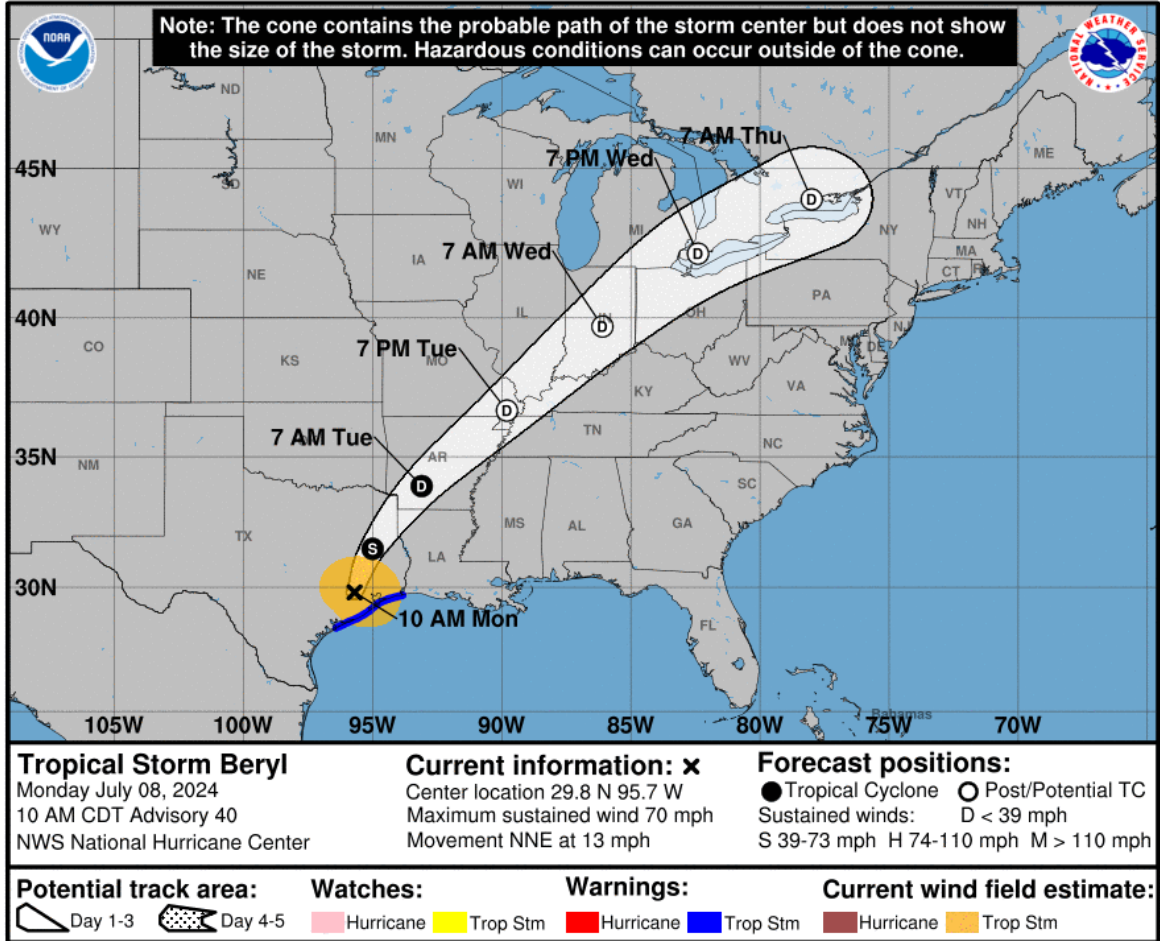 Note: The cone contains the probable path of the storm center but does not show
the size of the storm. Hazardous conditions can occur outside of the cone.
NOAA
NATIONAL WEATHER SERVICE
7 AM Thu
7 PM Wed
7 AM Wed
7 PM Tue
7 AM Tue
10 AM Mon
45N
40N
35N
30N
105W
100W
95W
90W
85W
80W
75W
70W
ND
MN
SD
WI
MI
NY
VT
ME
NH
MA
CT
WY
NE
IA
IL
IN
OH
PA
NJ
DE
CO
KS
MO
KY
WV
VA
NM
AR
TN
NC
SC
TX
LA
MS
AL
GA
FL
Bahamas
D
D
D
D
D
S
Tropical Storm Beryl
Monday July 08, 2024
10 AM CDT Advisory 40
NWS National Hurricane Center
Current information: ×
Center location 29.8 N 95.7 W
Maximum sustained wind 70 mph
Movement NNE at 13 mph
Forecast positions:
● Tropical Cyclone ○ Post/Potential TC
Sustained winds: D < 39 mph
S 39-73 mph H 74-110 mph M > 110 mph
Potential track area:
Day 1-3 Day 4-5
Watches:
Hurricane Trop Stm
Warnings:
Hurricane Trop Stm
Current wind field estimate:
Hurricane Trop Stm